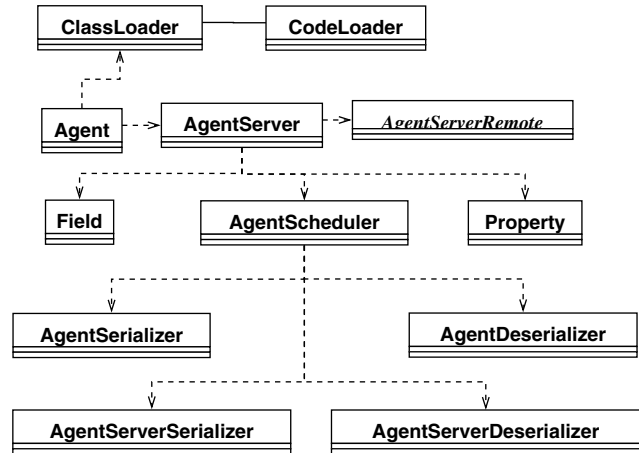 ClassLoader
CodeLoader
Agent
AgentServer
AgentServerRemote
Field
AgentScheduler
Property
AgentSerializer
AgentDeserializer
AgentServerSerializer
AgentServerDeserializer